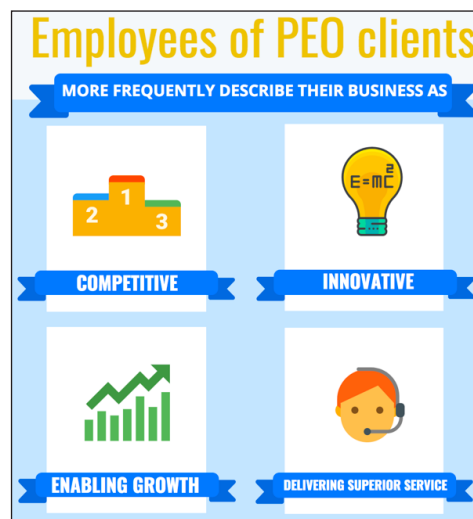 Employees of PEO clients
MORE FREQUENTLY DESCRIBE THEIR BUSINESS AS
1
2
3
E=mc2
COMPETITIVE
INNOVATIVE
ENABLING GROWTH
DELIVERING SUPERIOR SERVICE